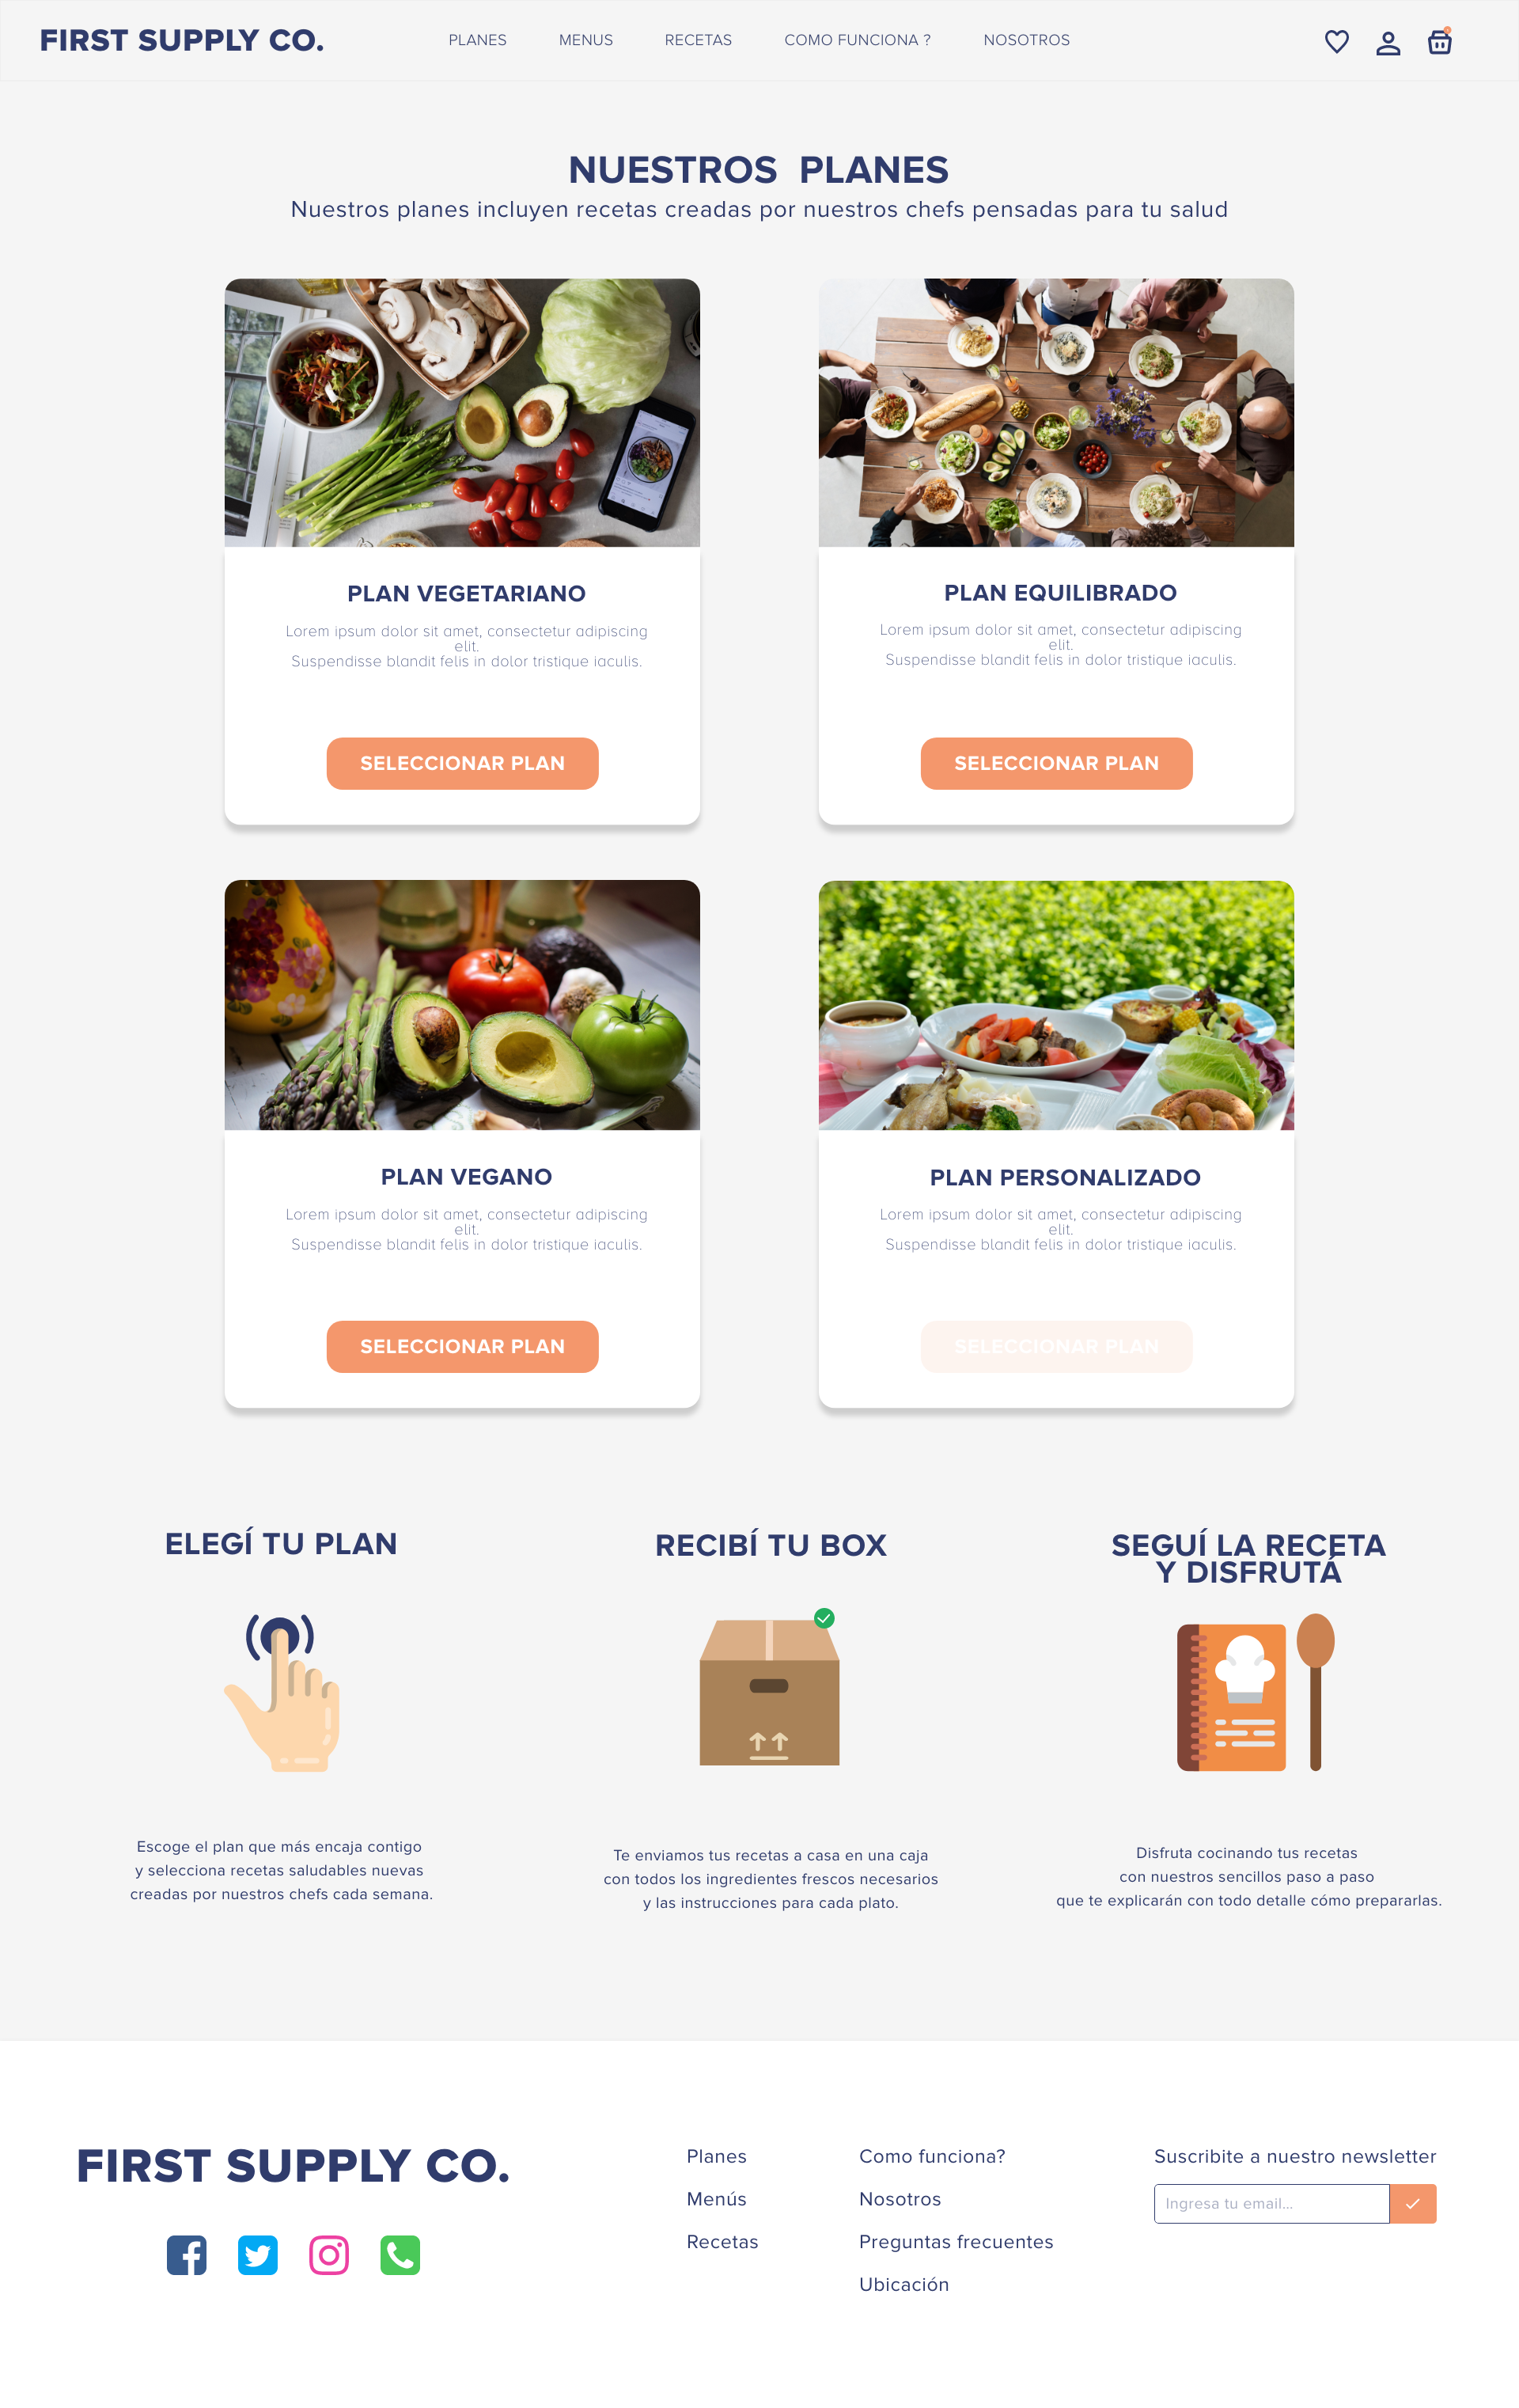 FIRST SUPPLY CO.
PLANES
MENUS
RECETAS
COMO FUNCIONA ?
NOSOTROS
NUESTROS PLANES
Nuestros planes incluyen recetas creadas por nuestros chefs pensadas para tu salud
PLAN VEGETARIANO
Lorem ipsum dolor sit amet, consectetur adipiscing
elit.
Suspendisse blandit felis in dolor tristique iaculis.
SELECCIONAR PLAN
PLAN EQUILIBRADO
Lorem ipsum dolor sit amet, consectetur adipiscing
elit.
Suspendisse blandit felis in dolor tristique iaculis.
SELECCIONAR PLAN
PLAN VEGANO
Lorem ipsum dolor sit amet, consectetur adipiscing
elit.
Suspendisse blandit felis in dolor tristique iaculis.
SELECCIONAR PLAN
PLAN PERSONALIZADO
Lorem ipsum dolor sit amet, consectetur adipiscing
elit.
Suspendisse blandit felis in dolor tristique iaculis.
SELECCIONAR PLAN
ELEGÍ TU PLAN
Escoge el plan que más encaja contigo
y selecciona recetas saludables nuevas
creadas por nuestros chefs cada semana.
RECIBÍ TU BOX
Te enviamos tus recetas a casa en una caja
con todos los ingredientes frescos necesarios
y las instrucciones para cada plato.
SEGUÍ LA RECETA
Y DISFRUTÁ
Disfruta cocinando tus recetas
con nuestros sencillos paso a paso
que te explicarán con todo detalle cómo prepararlas.
FIRST SUPPLY CO.
Planes
Menús
Recetas
Como funciona?
Nosotros
Preguntas frecuentes
Ubicación
Suscribite a nuestro newsletter
Ingresa tu email...